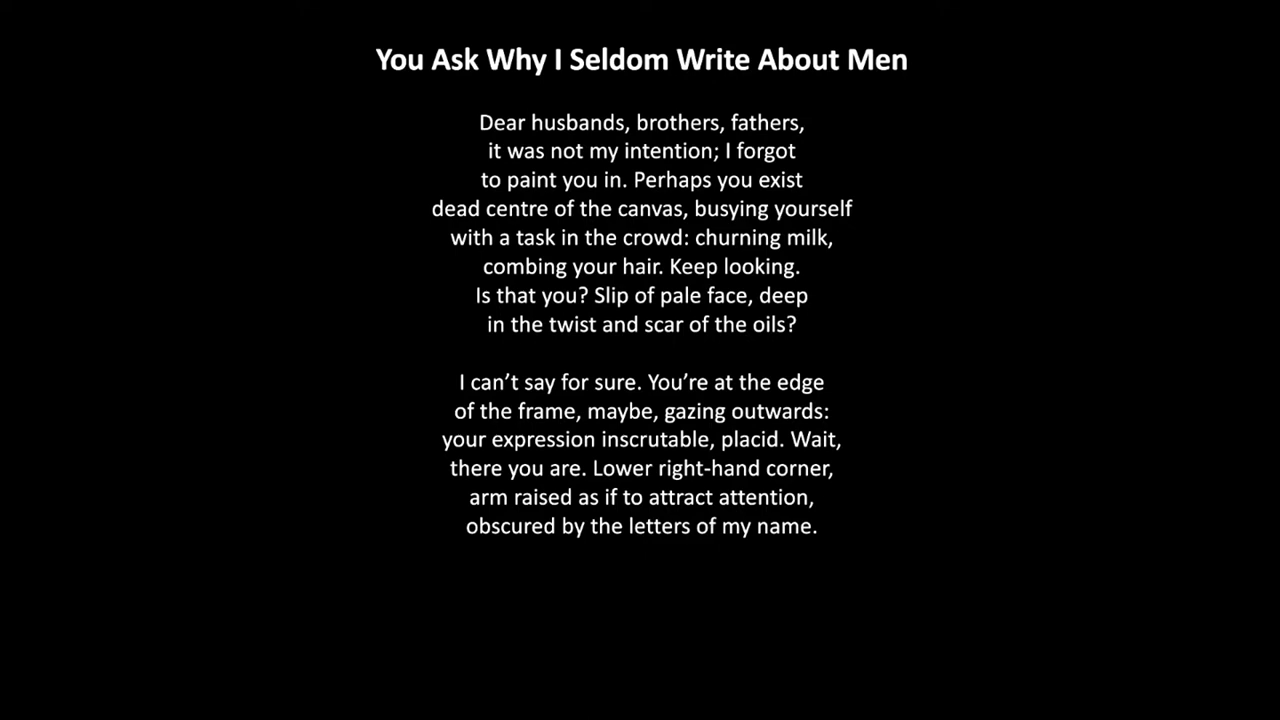 You Ask Why I Seldom Write About Men
Dear husbands, brothers, fathers,
it was not my intention; I forgot
to paint you in. Perhaps you exist
dead centre of the canvas, busying yourself
with a task in the crowd: churning milk,
combing your hair. Keep looking.
Is that you? Slip of pale face, deep
in the twist and scar of the oils?
I can’t say for sure. You’re at the edge
of the frame, maybe, gazing outwards:
your expression inscrutable, placid. Wait,
there you are. Lower right-hand corner,
arm raised as if to attract attention,
obscured by the letters of my name.